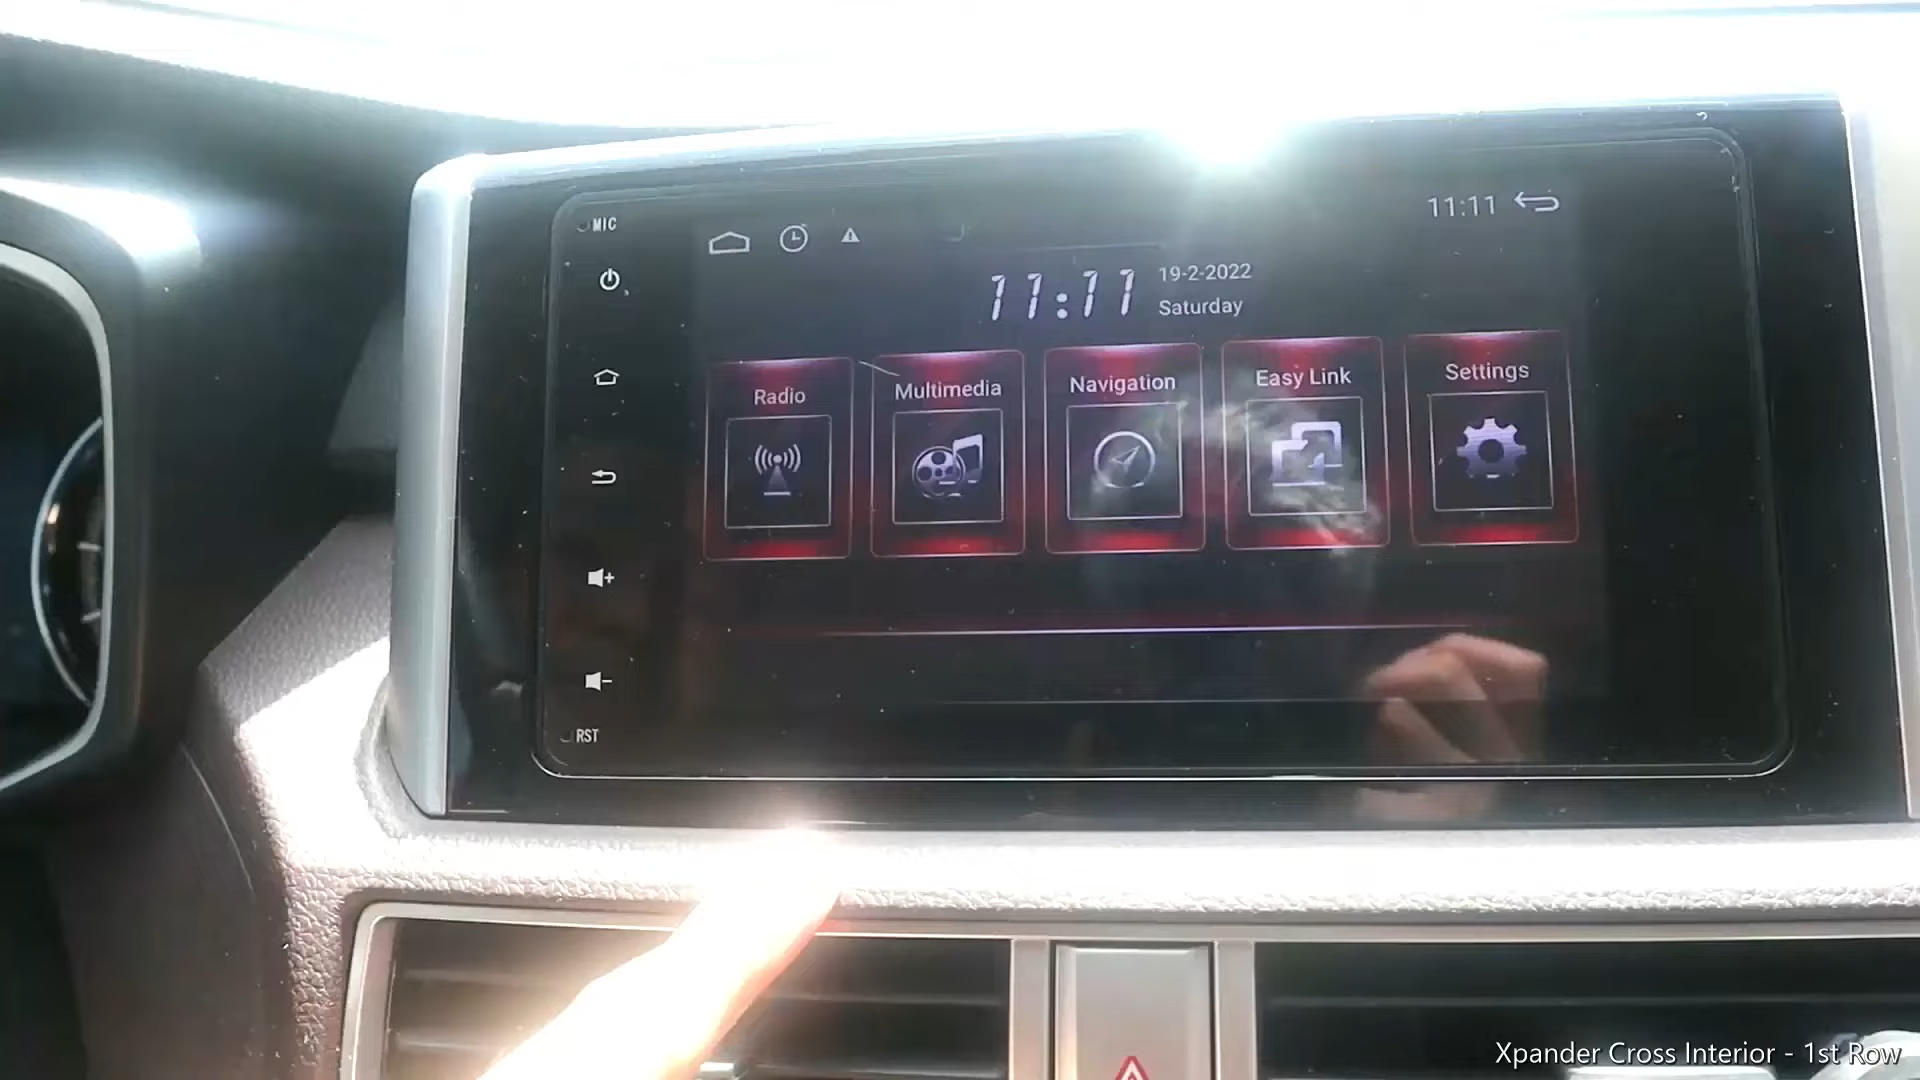 MIC
11:11
11:11
19-2-2022
Saturday
Radio
Multimedia
Navigation
Easy Link
Settings
RST
Xpander Cross Interior - 1st Row